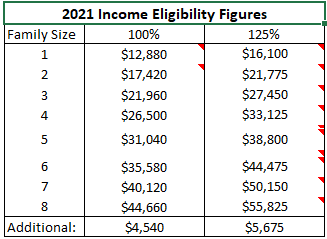 2021 Income Eligibility Figures
Family Size 100% 125%
1 $12,880 $16,100
2 $17,420 $21,775
3 $21,960 $27,450
4 $26,500 $33,125
5 $31,040 $38,800
6 $35,580 $44,475
7 $40,120 $50,150
8 $44,660 $55,825
Additional: $4,540 $5,675